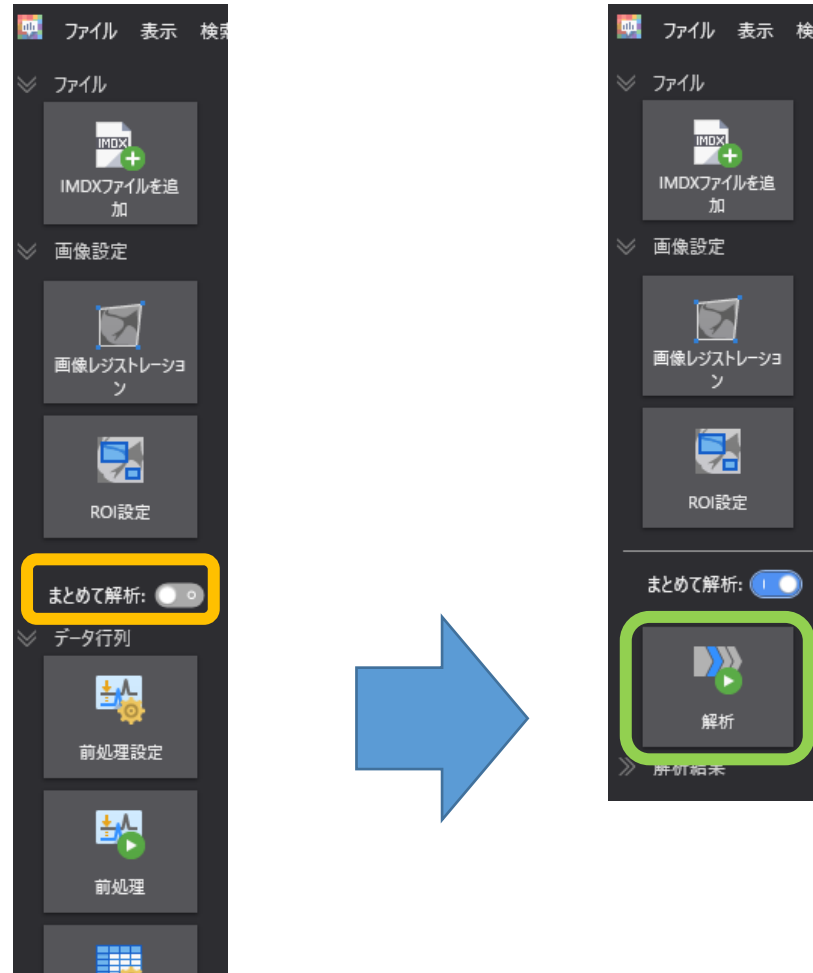 ファイル 表示 検索
ファイル
IMDX
IMDXファイルを追
加
画像設定
画像レジストレーショ
ン
ROI設定
まとめて解析:
データ行列
前処理設定
前処理
ファイル 表示 検
ファイル
IMDX
IMDXファイルを追
加
画像設定
画像レジストレーショ
ン
ROI設定
まとめて解析:
解析
解析結果